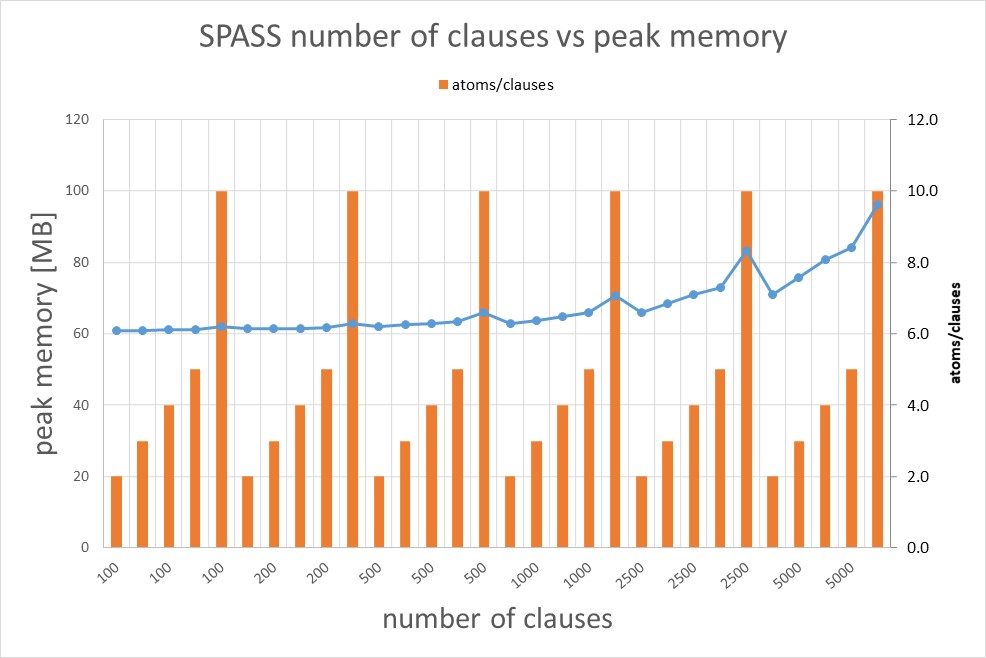 SPASS number of clauses vs peak memory
atoms/clauses
120
100
80
60
40
20
0
peak memory [MB]
12.0
10.0
8.0
6.0
4.0
2.0
0.0
atoms/clauses
100 100 100 200 200 500 500 500 1000 1000 2500 2500 2500 5000 5000
number of clauses